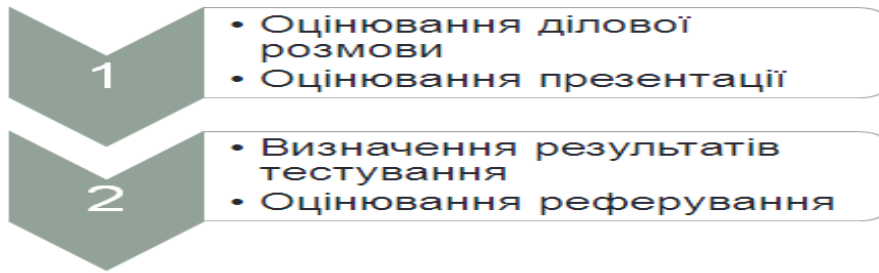 1
• Оцінювання ділової
розмови
• Оцінювання презентації
2
• Визначення результатів
тестування
• Оцінювання реферування